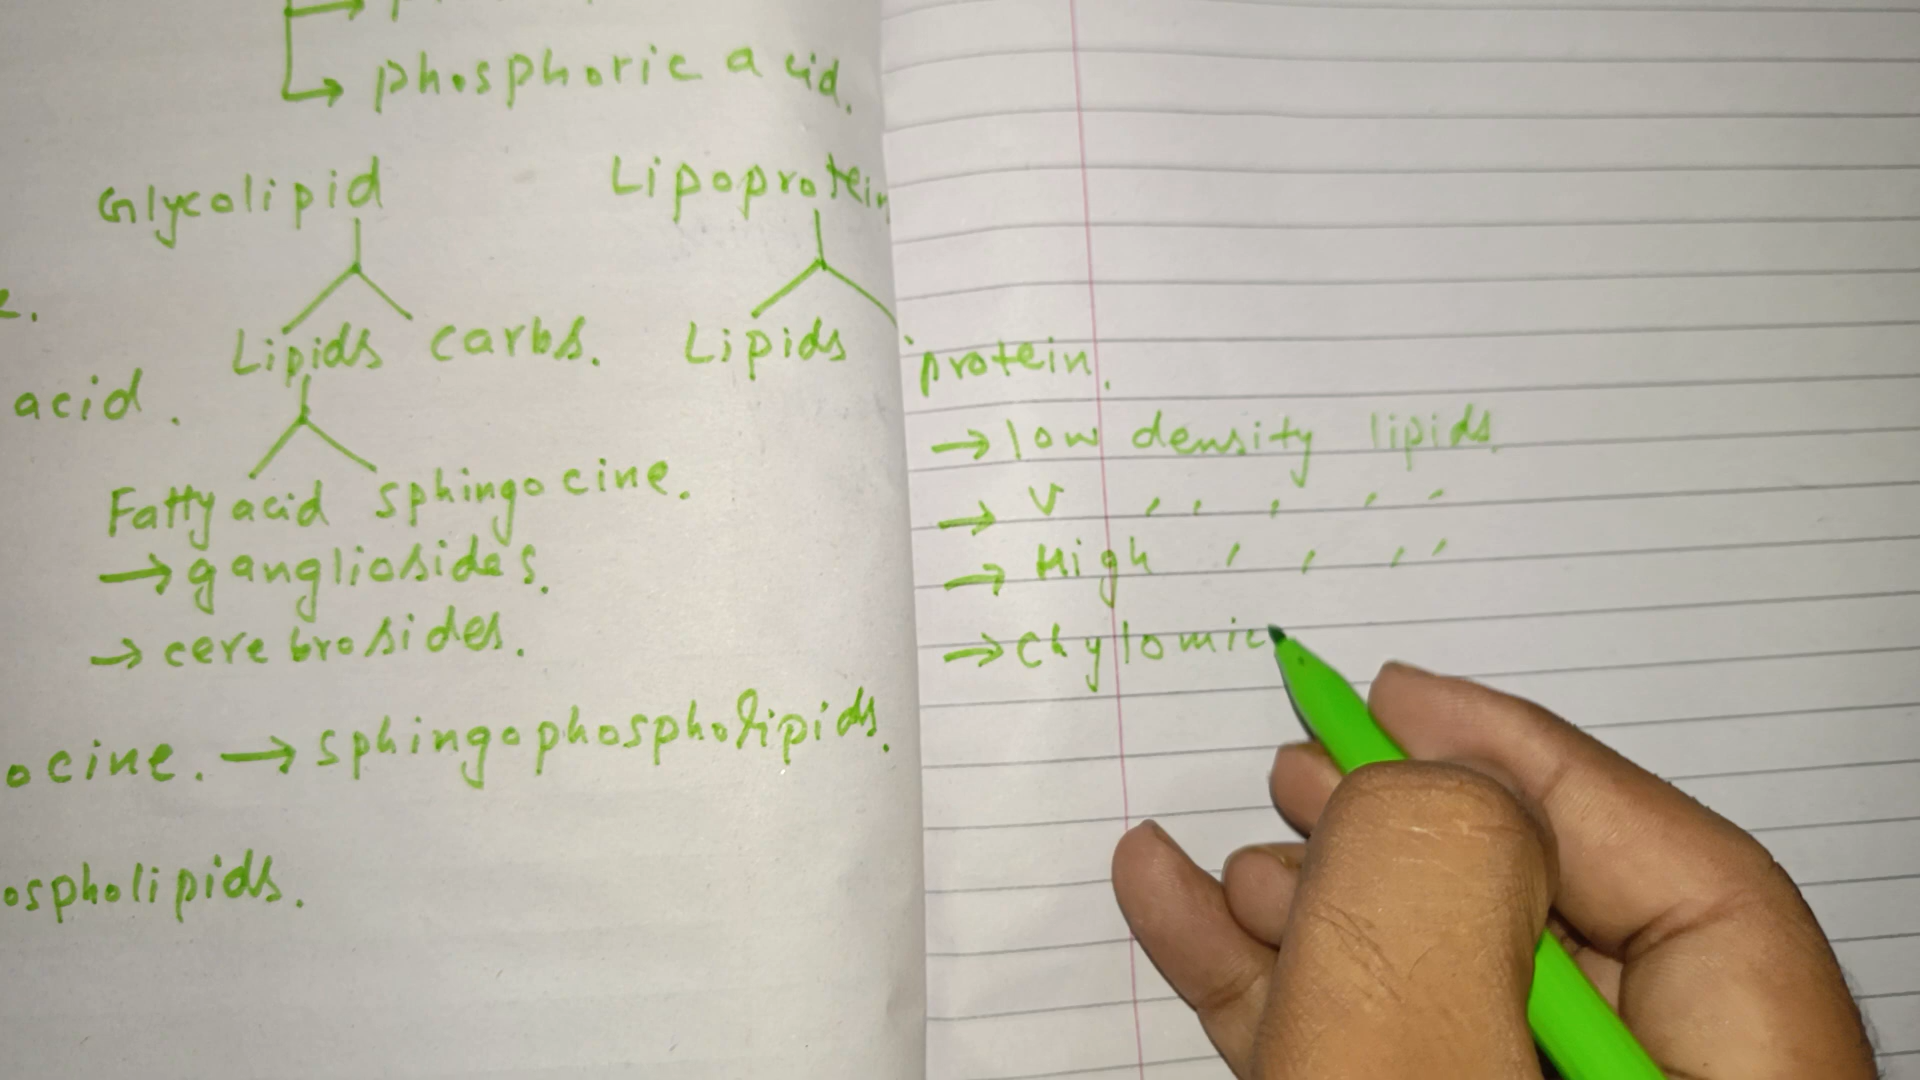 → phosphoric acid.
Glycolipid
Lipoprotein
Lipids carbs.
Lipids protein.
acid.
Fatty acid sphingocine.
→ gangliosides.
→ cerebrosides.
→ low density lipids.
→ V " " " "
→ High " " " "
→ chylomic
ocine. → sphingophospholipids.
ospholipids.